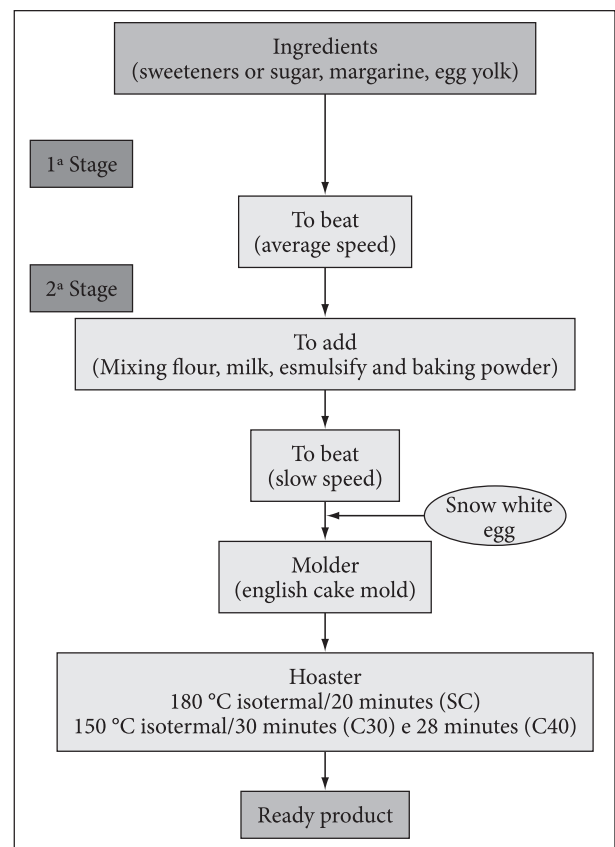 Ingredients
(sweeteners or sugar, margarine, egg yolk)
1ª Stage
To beat
(average speed)
2ª Stage
To add
(Mixing flour, milk, esmulsify and baking powder)
To beat
(slow speed)
Snow white
egg
Molder
(english cake mold)
Hoaster
180 °C isotermal/20 minutes (SC)
150 °C isotermal/30 minutes (C30) e 28 minutes (C40)
Ready product